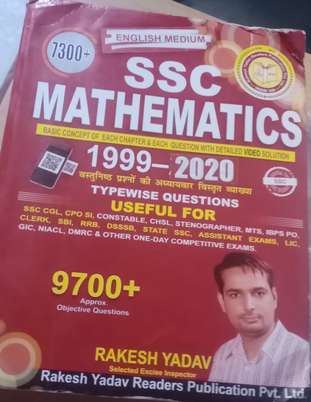 ENGLISH MEDIUM
7300+
SSC
MATHEMATICS
BASIC CONCEPT OF EACH CHAPTER & EACH QUESTION WITH DETAILED VIDEO SOLUTION
1999-2020
वस्तुनिष्ठ प्रश्नों की अध्यायवार विस्तृत व्याख्या
TYPEWISE QUESTIONS
USEFUL FOR
SSC CGL, CPO SI, CONSTABLE, CHSL, STENOGRAPHER, MTS, IBPS PO,
CLERK, SBI, RRB, DSSSB, STATE SSC, ASSISTANT EXAMS, LIC,
GIC, NIACL, DMRC & OTHER ONE-DAY COMPETITIVE EXAMS.
9700+
Approx.
Objective Questions
RAKESH YADAV
Selected Excise Inspector
Rakesh Yadav Readers Publication Pvt. Ltd